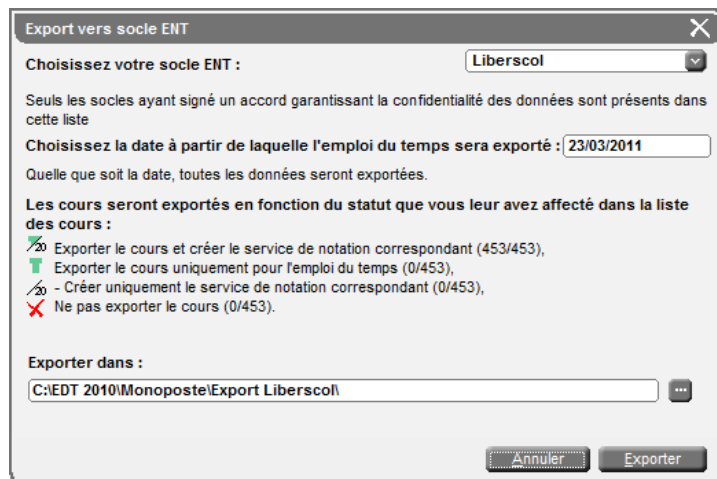 Export vers socle ENT
Choisissez votre socle ENT :
Liberscol
Seuls les socles ayant signé un accord garantissant la confidentialité des données sont présents dans
cette liste
Choisissez la date à partir de laquelle l'emploi du temps sera exporté : 23/03/2011
Quelle que soit la date, toutes les données seront exportées.
Les cours seront exportés en fonction du statut que vous leur avez affecté dans la liste
des cours :
T/20 Exporter le cours et créer le service de notation correspondant (453/453),
T Exporter le cours uniquement pour l'emploi du temps (0/453),
/20 - Créer uniquement le service de notation correspondant (0/453),
Ne pas exporter le cours (0/453).
Exporter dans :
C:\EDT 2010\Monoposte\Export Liberscol\
...
Annuler
Exporter